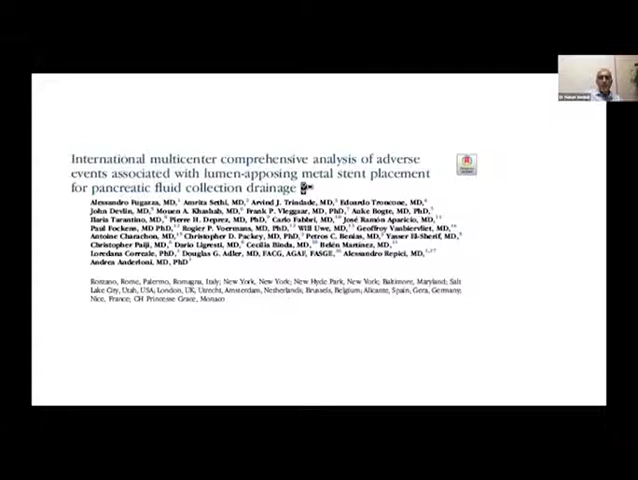 International multicenter comprehensive analysis of adverse
events associated with lumen-apposing metal stent placement
for pancreatic fluid collection drainage
Alessandro Fugazza, MD, Amrita Sethi, MD, Arvind J. Trindade, MD, Edoardo Troncone, MD,
John Devlin, MD, Mouen A. Khashab, MD, Frank P. Vleggaar, MD, PhD, Auke Bogte, MD, PhD,
Ilaria Tarantino, MD, Pierre H. Deprez, MD, PhD, Carlo Fabbri, MD, José Ramón Aparicio, MD,
Paul Fockens, MD PhD, Rogier P. Voermans, MD, PhD, Will Uwe, MD, Geoffroy Vanbiervliet, MD,
Antoine Charachon, MD, Christopher D. Packey, MD, PhD, Petros C. Benias, MD, Yasser El-Sherif, MD,
Christopher Paiji, MD, Dario Ligresti, MD, Cecilia Binda, MD, Belén Martínez, MD,
Loredana Correale, PhD, Douglas G. Adler, MD, FACG, AGAF, FASGE, Alessandro Repici, MD,
Andrea Anderloni, MD, PhD
Rozzano, Rome, Palermo, Romagna, Italy; New York, New York; New Hyde Park, New York; Baltimore, Maryland; Salt
Lake City, Utah, USA; London, UK; Utrecht, Amsterdam, Netherlands; Brussels, Belgium; Alicante, Spain, Gera, Germany;
Nice, France; CH Princesse Grace, Monaco